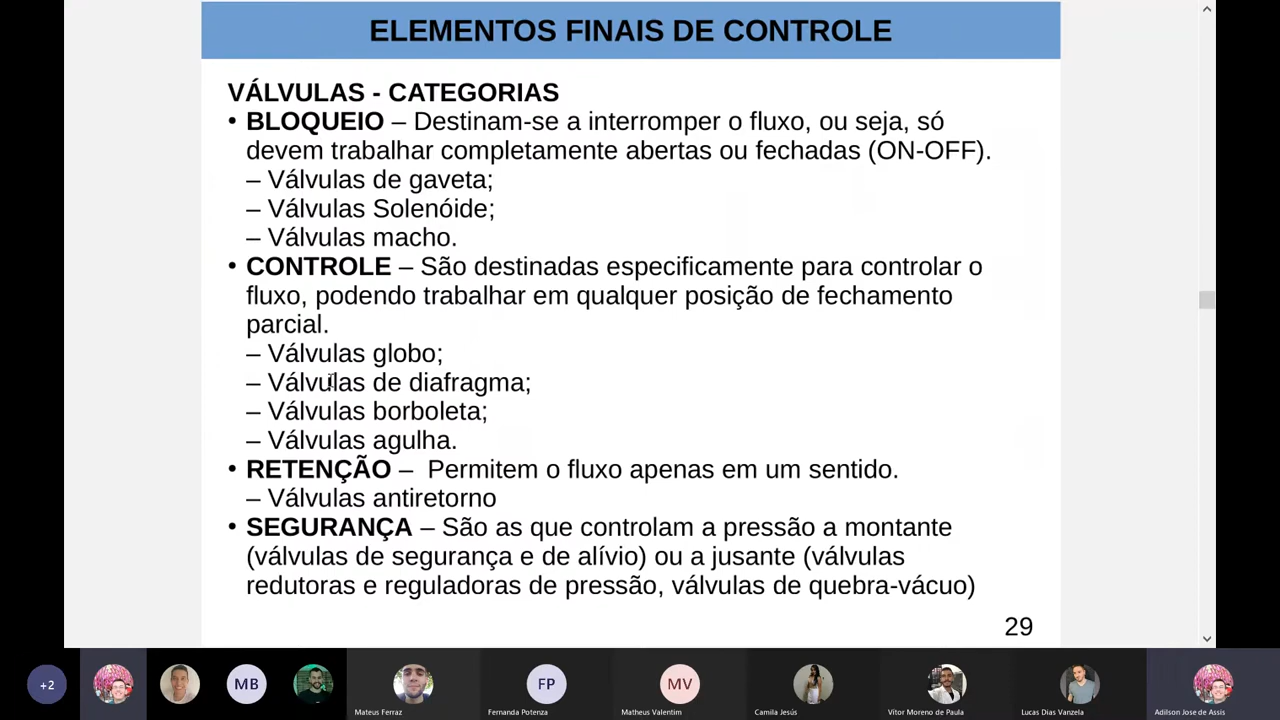 ELEMENTOS FINAIS DE CONTROLE
VÁLVULAS - CATEGORIAS
• BLOQUEIO – Destinam-se a interromper o fluxo, ou seja, só
devem trabalhar completamente abertas ou fechadas (ON-OFF).
– Válvulas de gaveta;
– Válvulas Solenóide;
– Válvulas macho.
• CONTROLE – São destinadas especificamente para controlar o
fluxo, podendo trabalhar em qualquer posição de fechamento
parcial.
– Válvulas globo;
– Válvulas de diafragma;
– Válvulas borboleta;
– Válvulas agulha.
• RETENÇÃO – Permitem o fluxo apenas em um sentido.
– Válvulas antiretorno
• SEGURANÇA – São as que controlam a pressão a montante
(válvulas de segurança e de alívio) ou a jusante (válvulas
redutoras e reguladoras de pressão, válvulas de quebra-vácuo)
29
+2
MB
FP
MV
Mateus Ferraz
Fernanda Potenza
Matheus Valentim
Camila Jesús
Vitor Moreno de Paula
Lucas Dias Vanzela
Adilson Jose de Assis